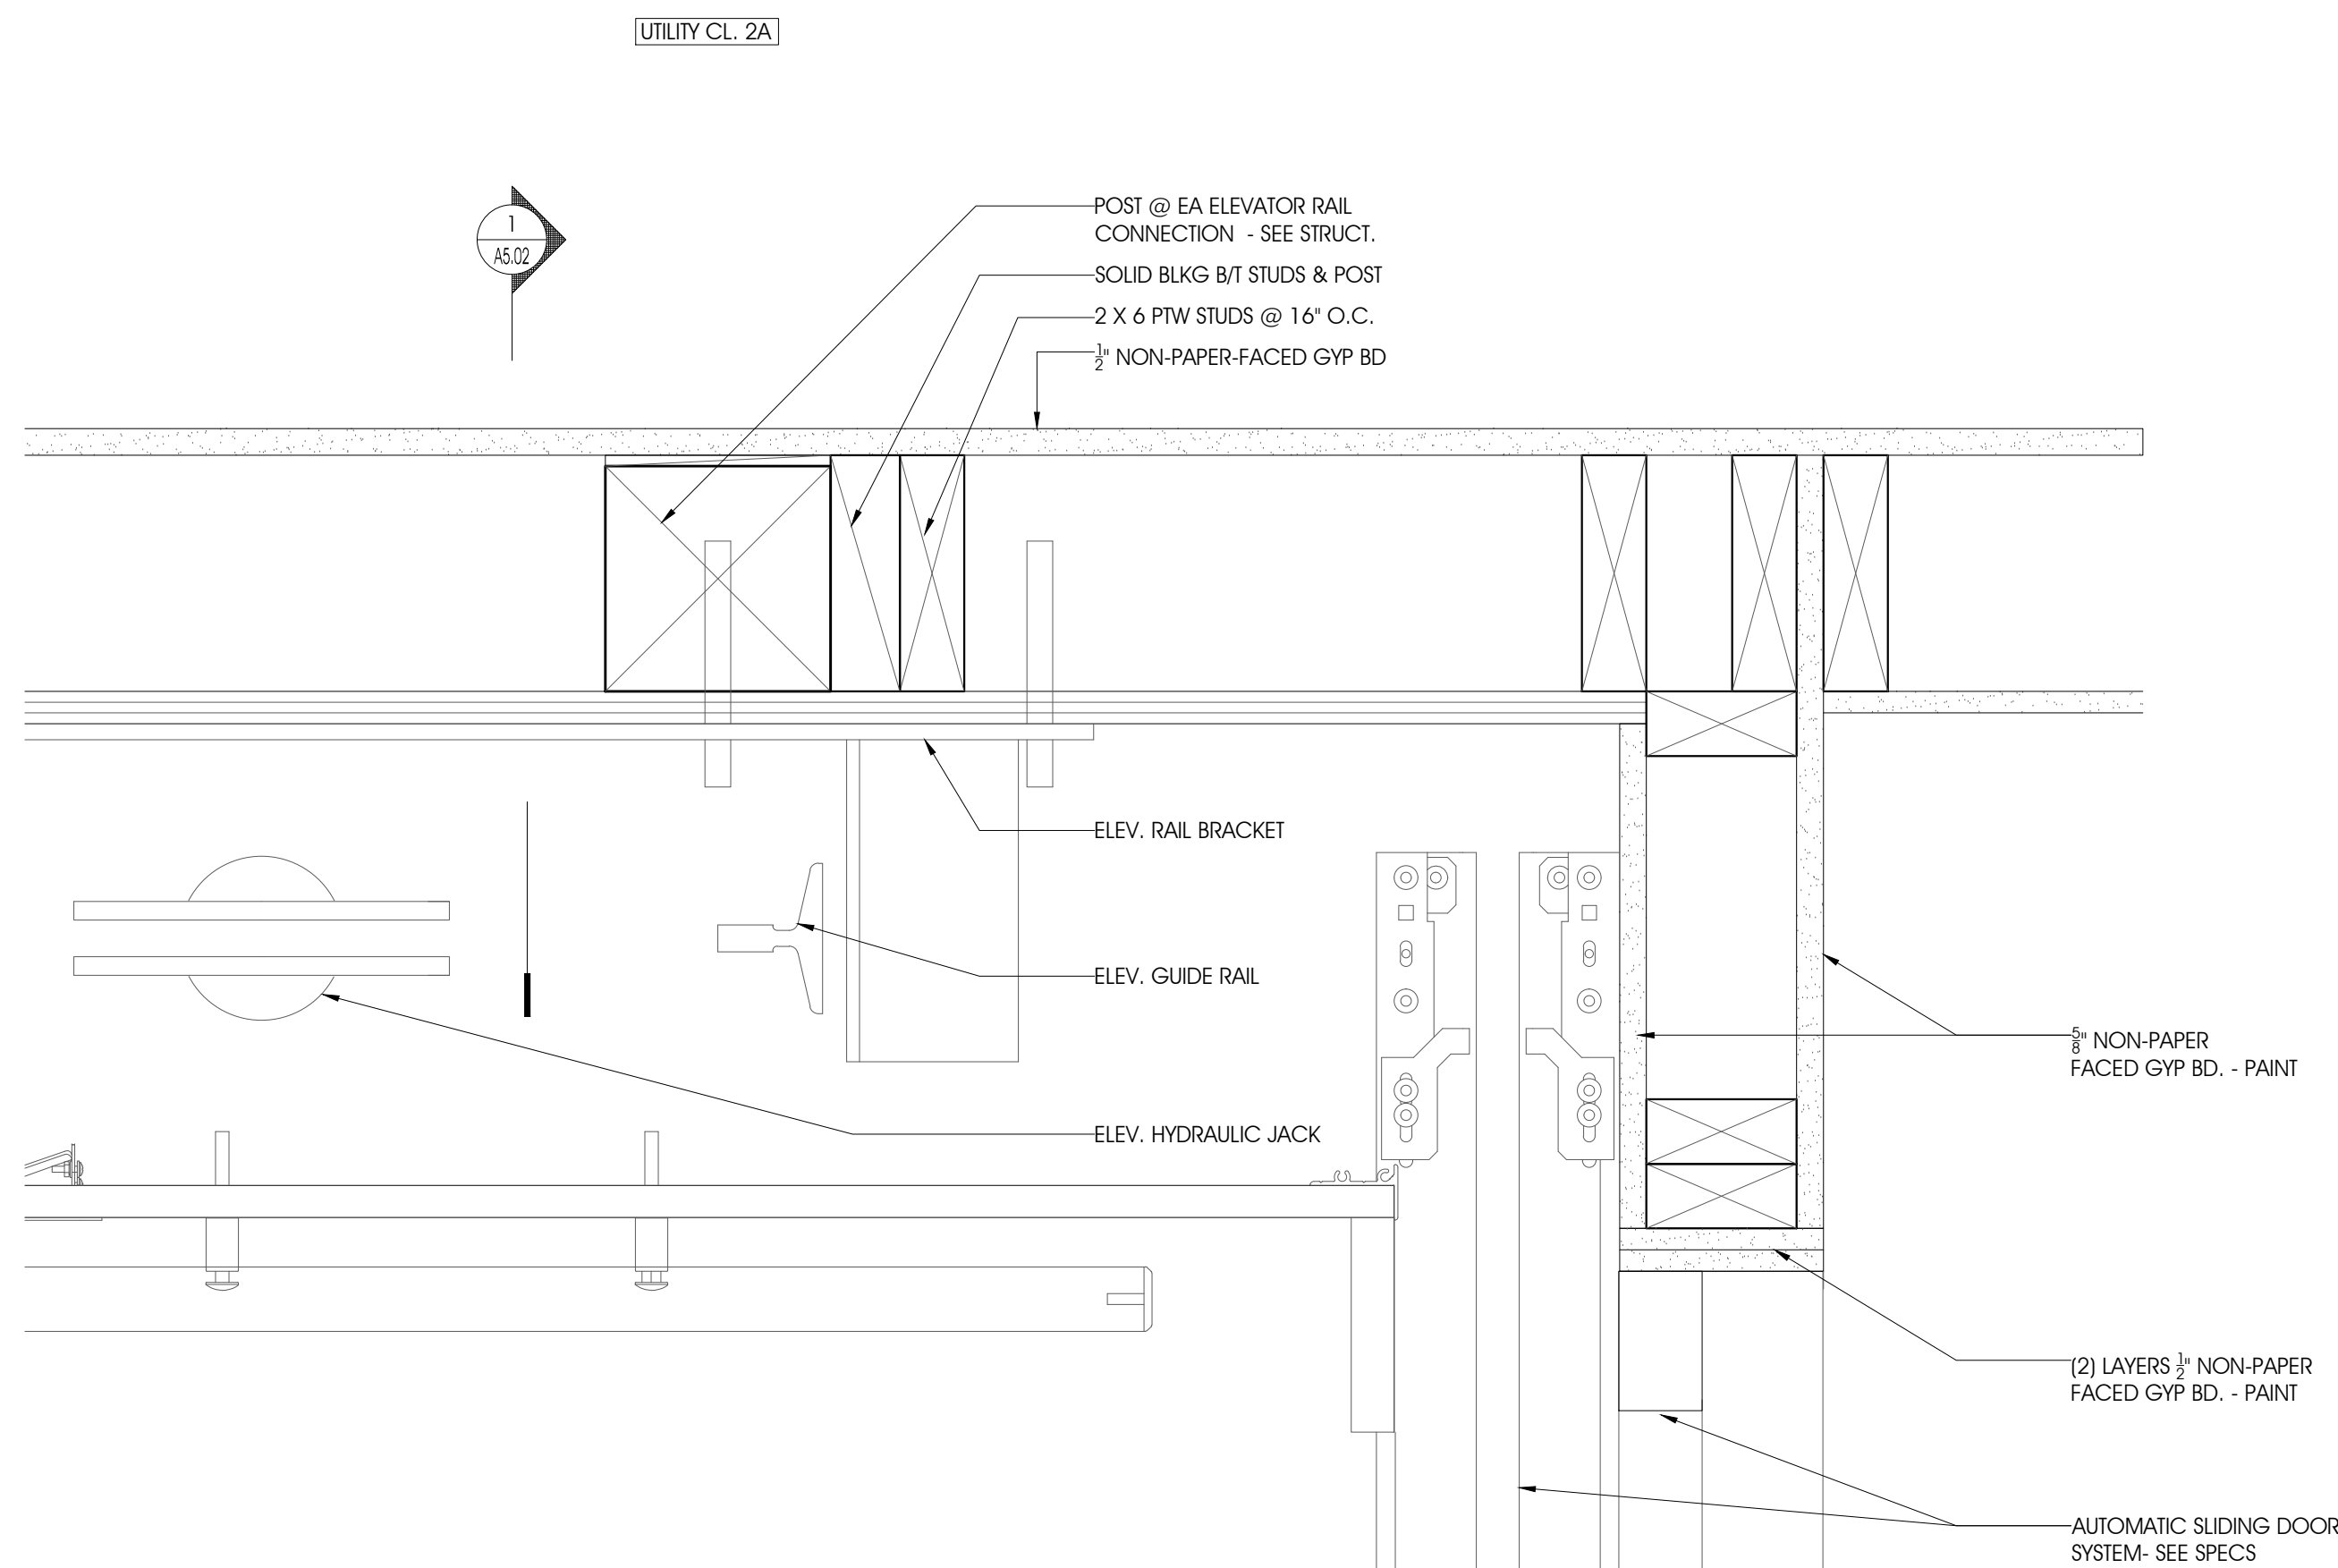 UTILITY CL. 2A
1
A5.02
POST @ EA ELEVATOR RAIL
CONNECTION - SEE STRUCT.
SOLID BLKG B/T STUDS & POST
2 X 6 PTW STUDS @ 16" O.C.
1/2" NON-PAPER-FACED GYP BD
ELEV. RAIL BRACKET
ELEV. GUIDE RAIL
ELEV. HYDRAULIC JACK
5/8" NON-PAPER
FACED GYP BD. - PAINT
(2) LAYERS 1/2" NON-PAPER
FACED GYP BD. - PAINT
AUTOMATIC SLIDING DOOR
SYSTEM- SEE SPECS